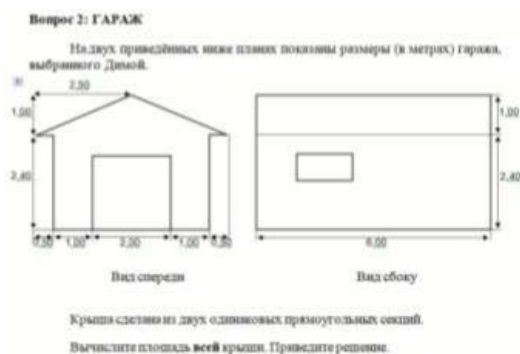 Вопрос 2: ГАРАЖ
На двух приведённых ниже планах показаны размеры (в метрах) гаража,
выбранного Димой.
2,50
1,00
1,00
2,40
2,40
0,50 1,00 2,00 1,00 0,50
6,00
Вид спереди
Вид сбоку
Крыша сделана из двух одинаковых прямоугольных секций.
Вычислите площадь всей крыши. Приведите решение.